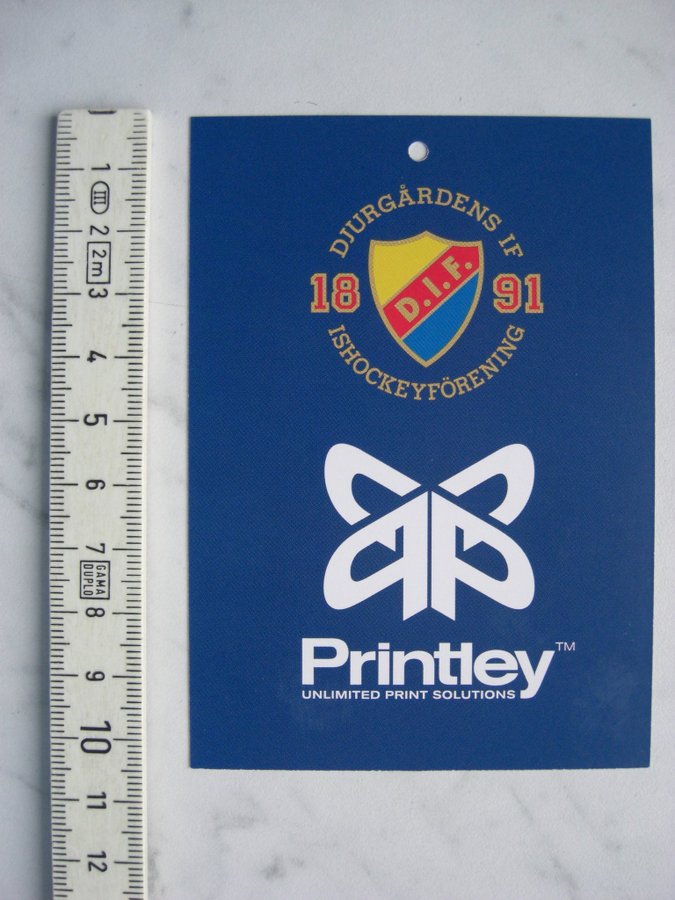 1
III
2
2m
3
4
5
6
7
GAMA
DUPLO
8
9
10
11
12
DJURGÅRDENS IF
18 91
D.I.F.
ISHOCKEYFÖRENING
Printley™
UNLIMITED PRINT SOLUTIONS